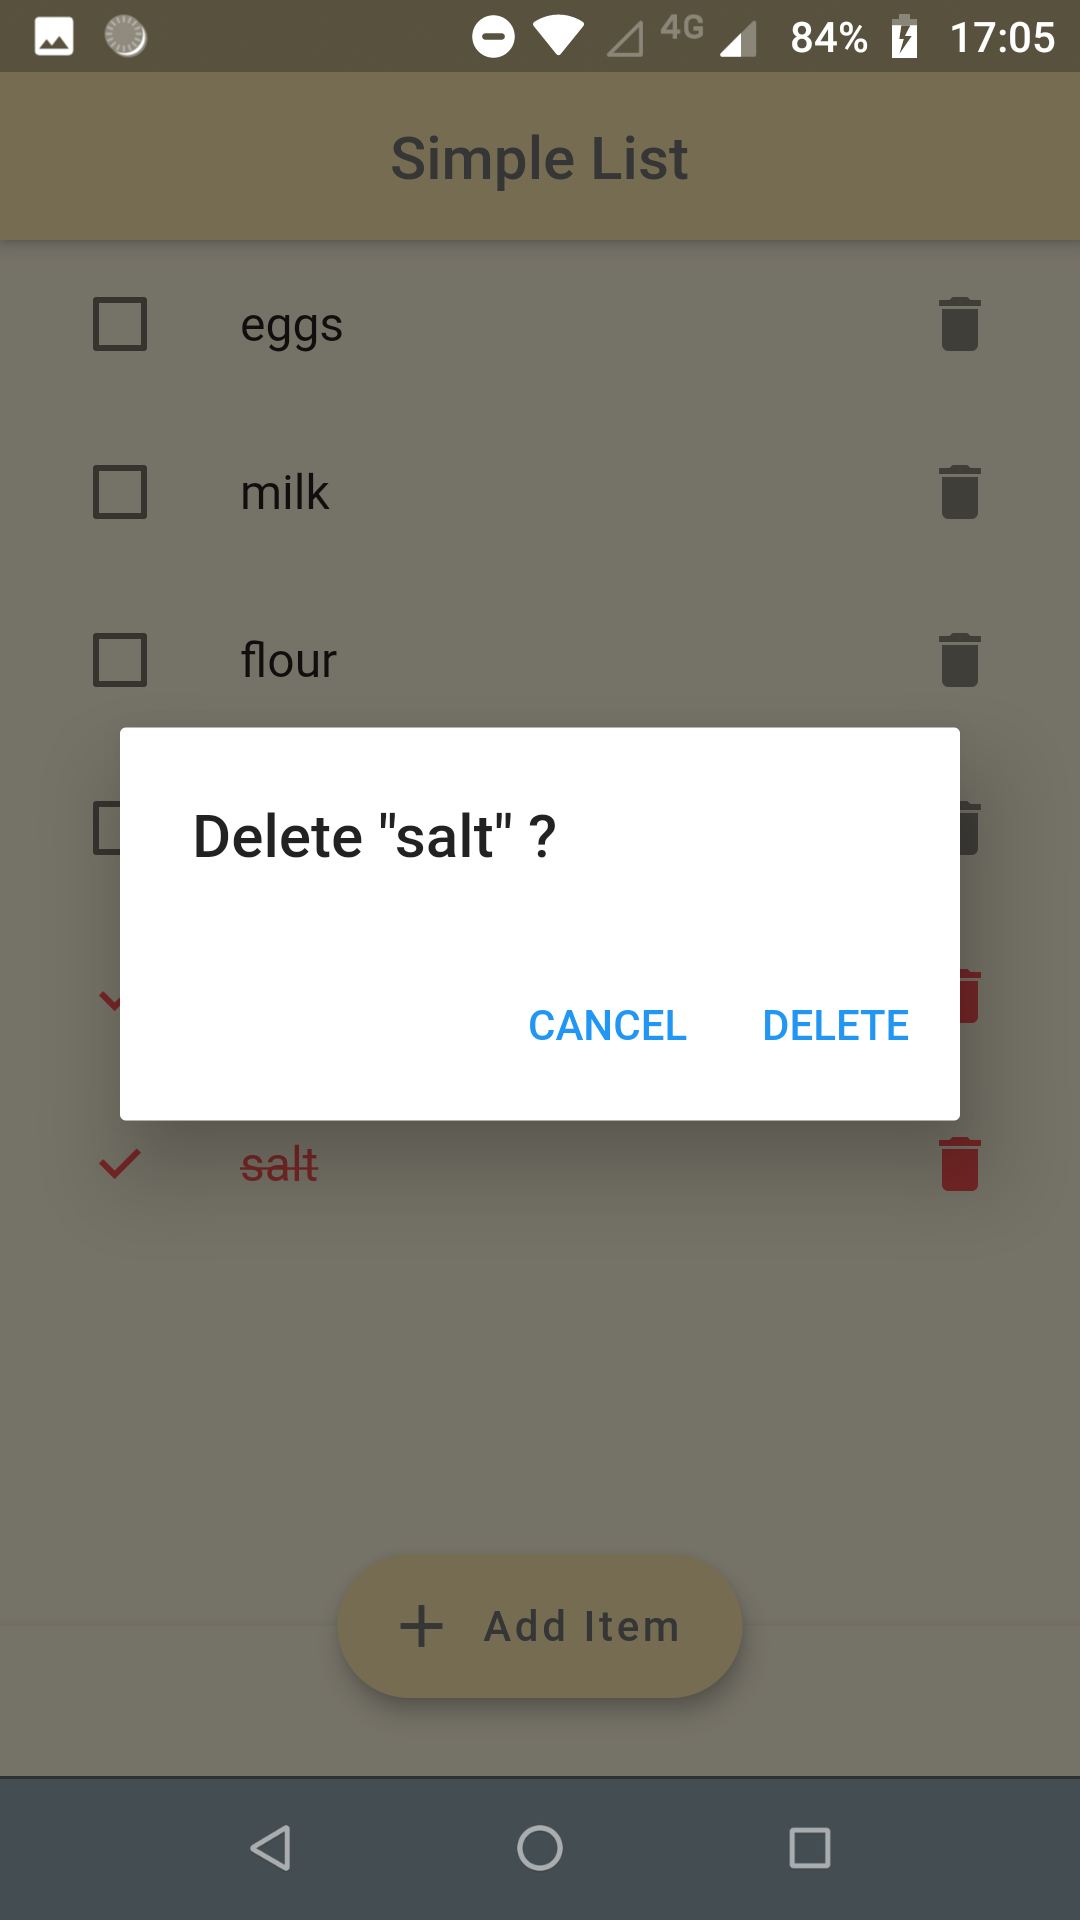 4G 84% 17:05
Simple List
eggs
milk
flour
Delete "salt" ?
CANCEL DELETE
salt
Add Item